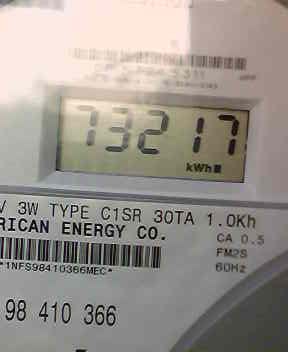 73217
kWh
V 3W TYPE C1SR 30TA 1.0Kh
RICAN ENERGY CO.
CA 0.5
FM2S
60Hz
*1NFS98410366MEC*
98 410 366